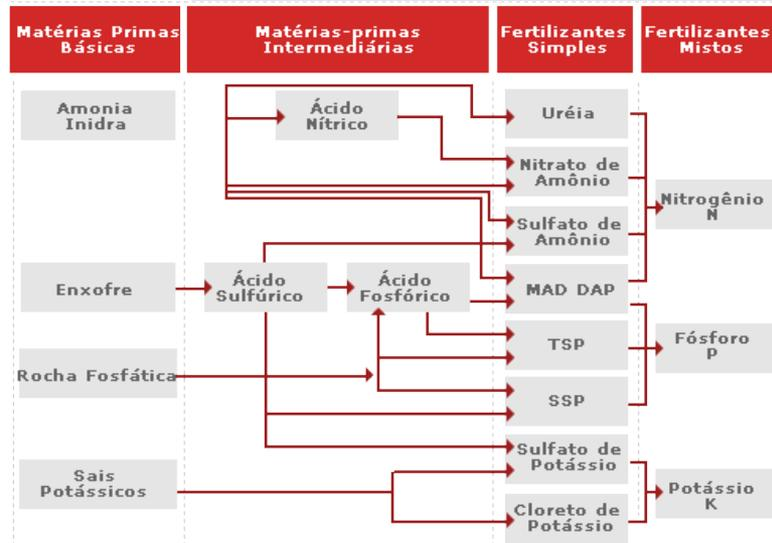 Matérias Primas
Básicas
Matérias-primas
Intermediárias
Fertilizantes
Simples
Fertilizantes
Mistos
Amonia
Inidra
Ácido
Nítrico
Uréia
Nitrato de
Amônio
Nitrogênio
N
Sulfato de
Amônio
Enxofre
Ácido
Sulfúrico
Ácido
Fosfórico
MAD DAP
TSP
Fósforo
P
Rocha Fosfática
SSP
Sulfato de
Potássio
Sais
Potássicos
Potássio
K
Cloreto de
Potássio